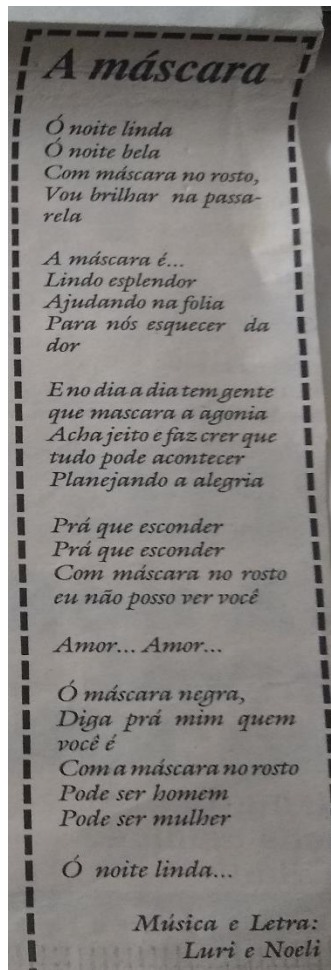 A máscara
Ó noite linda
Ó noite bela
Com máscara no rosto,
Vou brilhar na passa-
rela
A máscara é...
Lindo esplendor
Ajudando na folia
Para nós esquecer da
dor
E no dia a dia tem gente
que mascara a agonia
Acha jeito e faz crer que
tudo pode acontecer
Planejando a alegria
Prá que esconder
Prá que esconder
Com máscara no rosto
eu não posso ver você
Amor... Amor...
Ó máscara negra,
Diga prá mim quem
você é
Com a máscara no rosto
Pode ser homem
Pode ser mulher
Ó noite linda...
Música e Letra:
Luri e Noeli